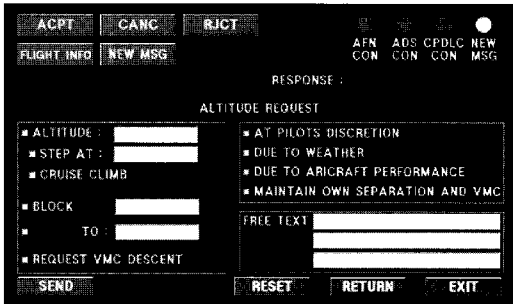 ACPT CANC RJCT
FLIGHT INFO NEW MSG
AFN CON ADS CON CPDLC CON NEW MSG
RESPONSE :
ALTITUDE REQUEST
ALTITUDE :
STEP AT :
CRUISE CLIMB
BLOCK
TO :
REQUEST VMC DESCENT
AT PILOTS DISCRETION
DUE TO WEATHER
DUE TO ARICRAFT PERFORMANCE
MAINTAIN OWN SEPARATION AND VMC
FREE TEXT
SEND RESET RETURN EXIT